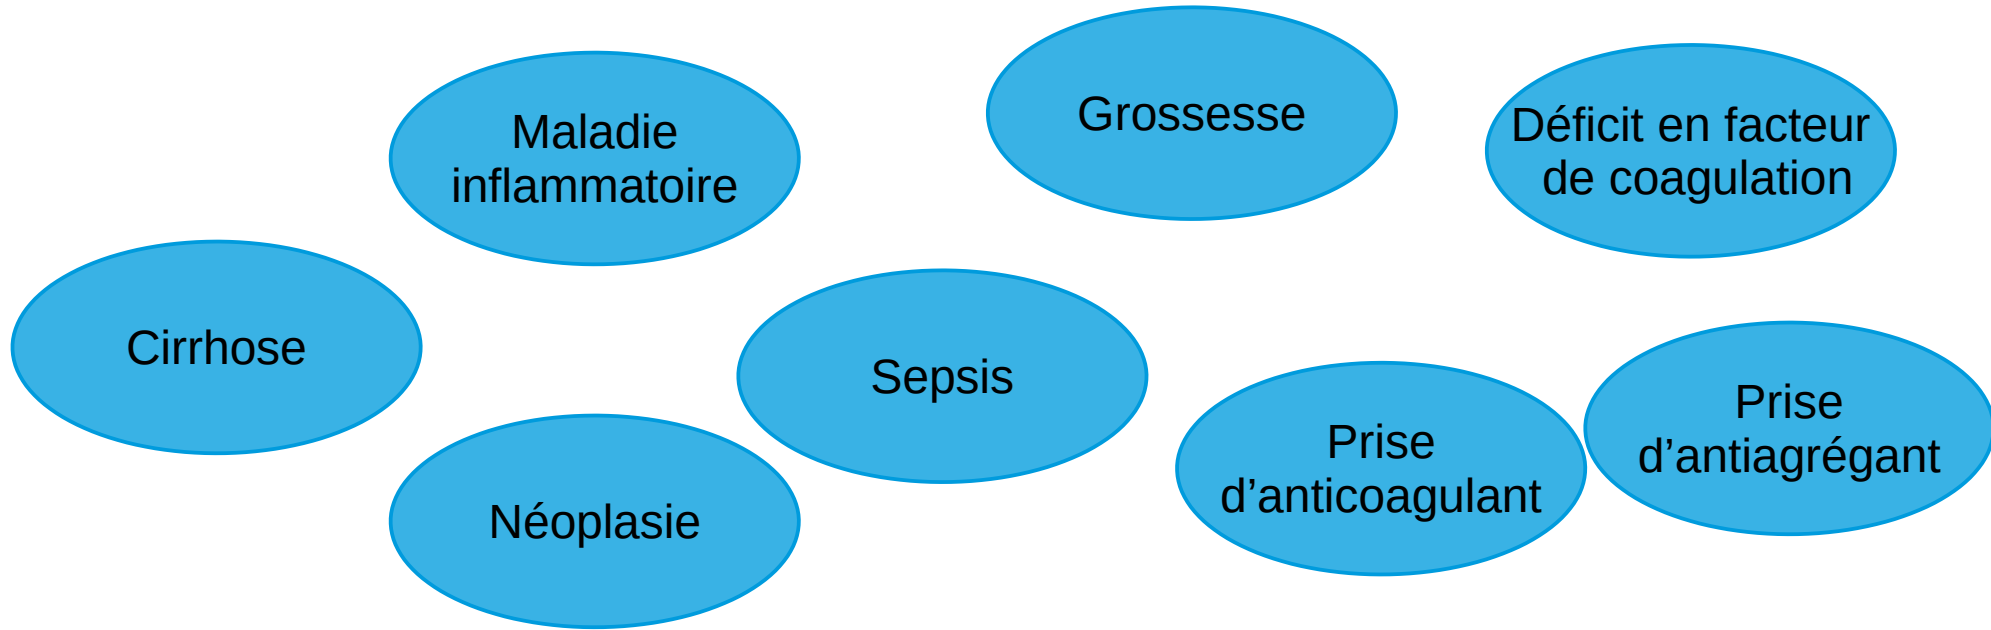 Maladie
inflammatoire
Grossesse
Déficit en facteur
de coagulation
Cirrhose
Sepsis
Prise
d’anticoagulant
Prise
d’antiagrégant
Néoplasie